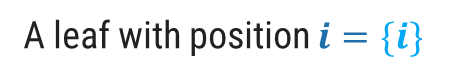 A leaf with position i = {i}